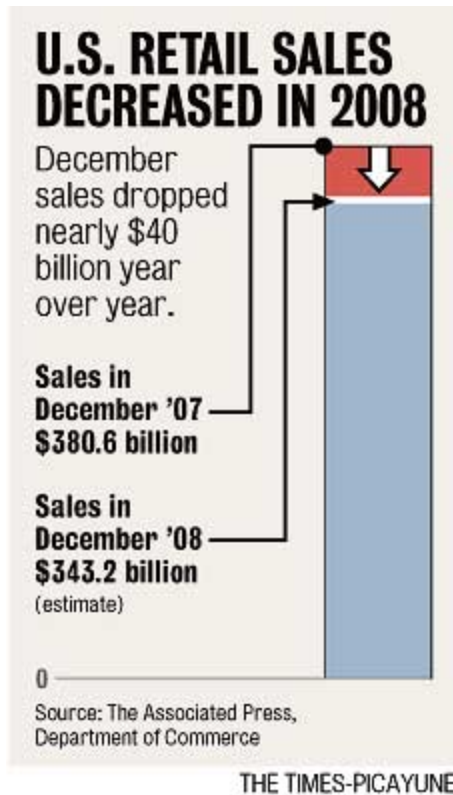 U.S. RETAIL SALES
DECREASED IN 2008
December
sales dropped
nearly $40
billion year
over year.
Sales in
December ’07
$380.6 billion
Sales in
December ’08
$343.2 billion
(estimate)
0
Source: The Associated Press,
Department of Commerce
THE TIMES-PICAYUNE